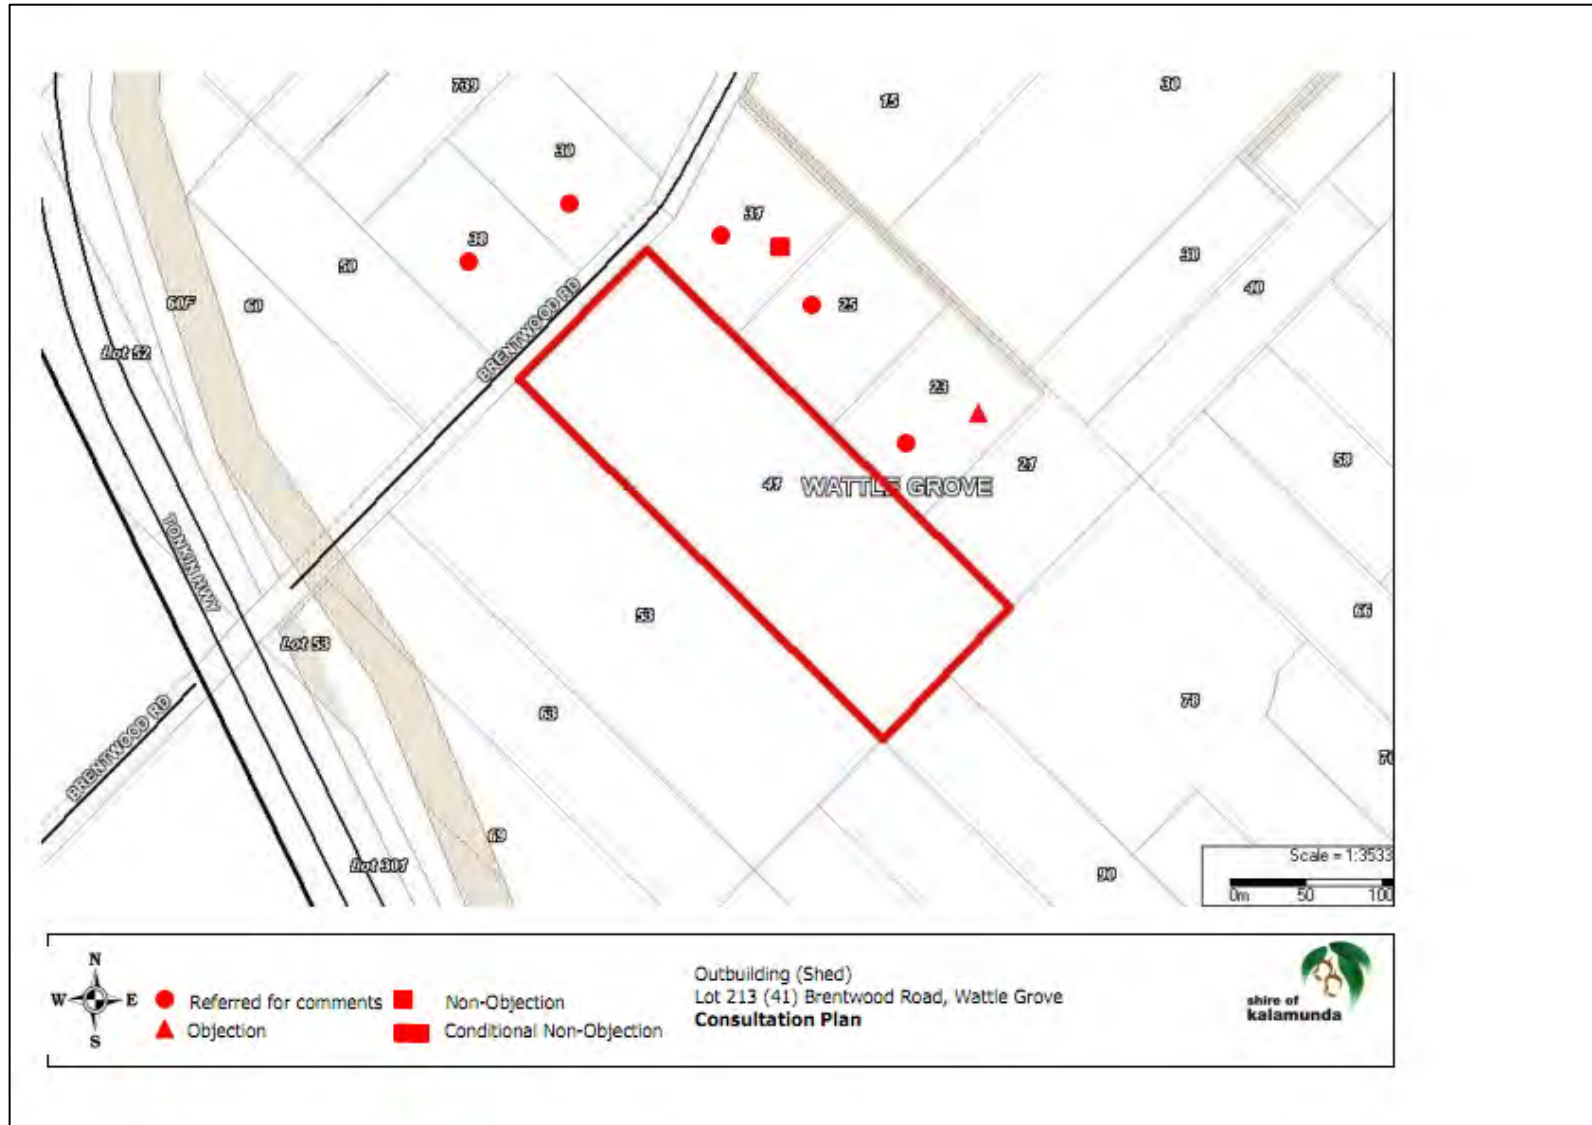 739
15
30
30
31
38
50
25
30
40
60F
60
BRENTWOOD RD
Lot 52
23
21
58
41
WATTLE GROVE
TONKIN HWY
53
66
Lot 53
63
78
BRENTWOOD RD
69
Lot 301
90
Scale = 1:3533
0m 50 100
N
W E
S
Referred for comments
Non-Objection
Objection
Conditional Non-Objection
Outbuilding (Shed)
Lot 213 (41) Brentwood Road, Wattle Grove
Consultation Plan
shire of
kalamunda